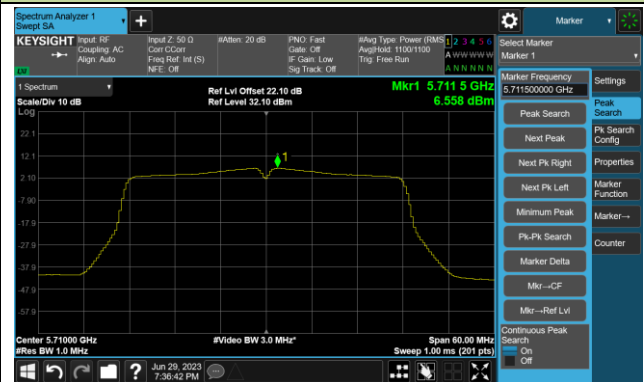 Spectrum Analyzer 1
Swept SA
Marker
KEYSIGHT
Input: RF
Coupling: AC
Align: Auto
Input Z: 50 Ω
Corr CCorr
Freq Ref: Int (S)
NFE: Off
#Atten: 20 dB
PNO: Fast
Gate: Off
IF Gain: Low
Sig Track: Off
#Avg Type: Power (RMS
Avg|Hold: 1100/1100
Trig: Free Run
1 2 3 4 5 6
A W W W W W
A N N N N N
LXI
Select Marker
Marker 1
1 Spectrum
Scale/Div 10 dB
Log
Ref Lvl Offset 22.10 dB
Ref Level 32.10 dBm
Mkr1 5.711 5 GHz
6.558 dBm
22.1
12.1
2.10
-7.90
-17.9
-27.9
-37.9
-47.9
-57.9
1
Center 5.71000 GHz
#Res BW 1.0 MHz
#Video BW 3.0 MHz*
Span 60.00 MHz
Sweep 1.00 ms (201 pts)
Marker Frequency
5.711500000 GHz
Peak Search
Next Peak
Next Pk Right
Next Pk Left
Minimum Peak
Pk-Pk Search
Marker Delta
Mkr→CF
Mkr→Ref Lvl
Continuous Peak
Search
On
Off
Settings
Peak
Search
Pk Search
Config
Properties
Marker
Function
Marker→
Counter
Jun 29, 2023
7:36:42 PM